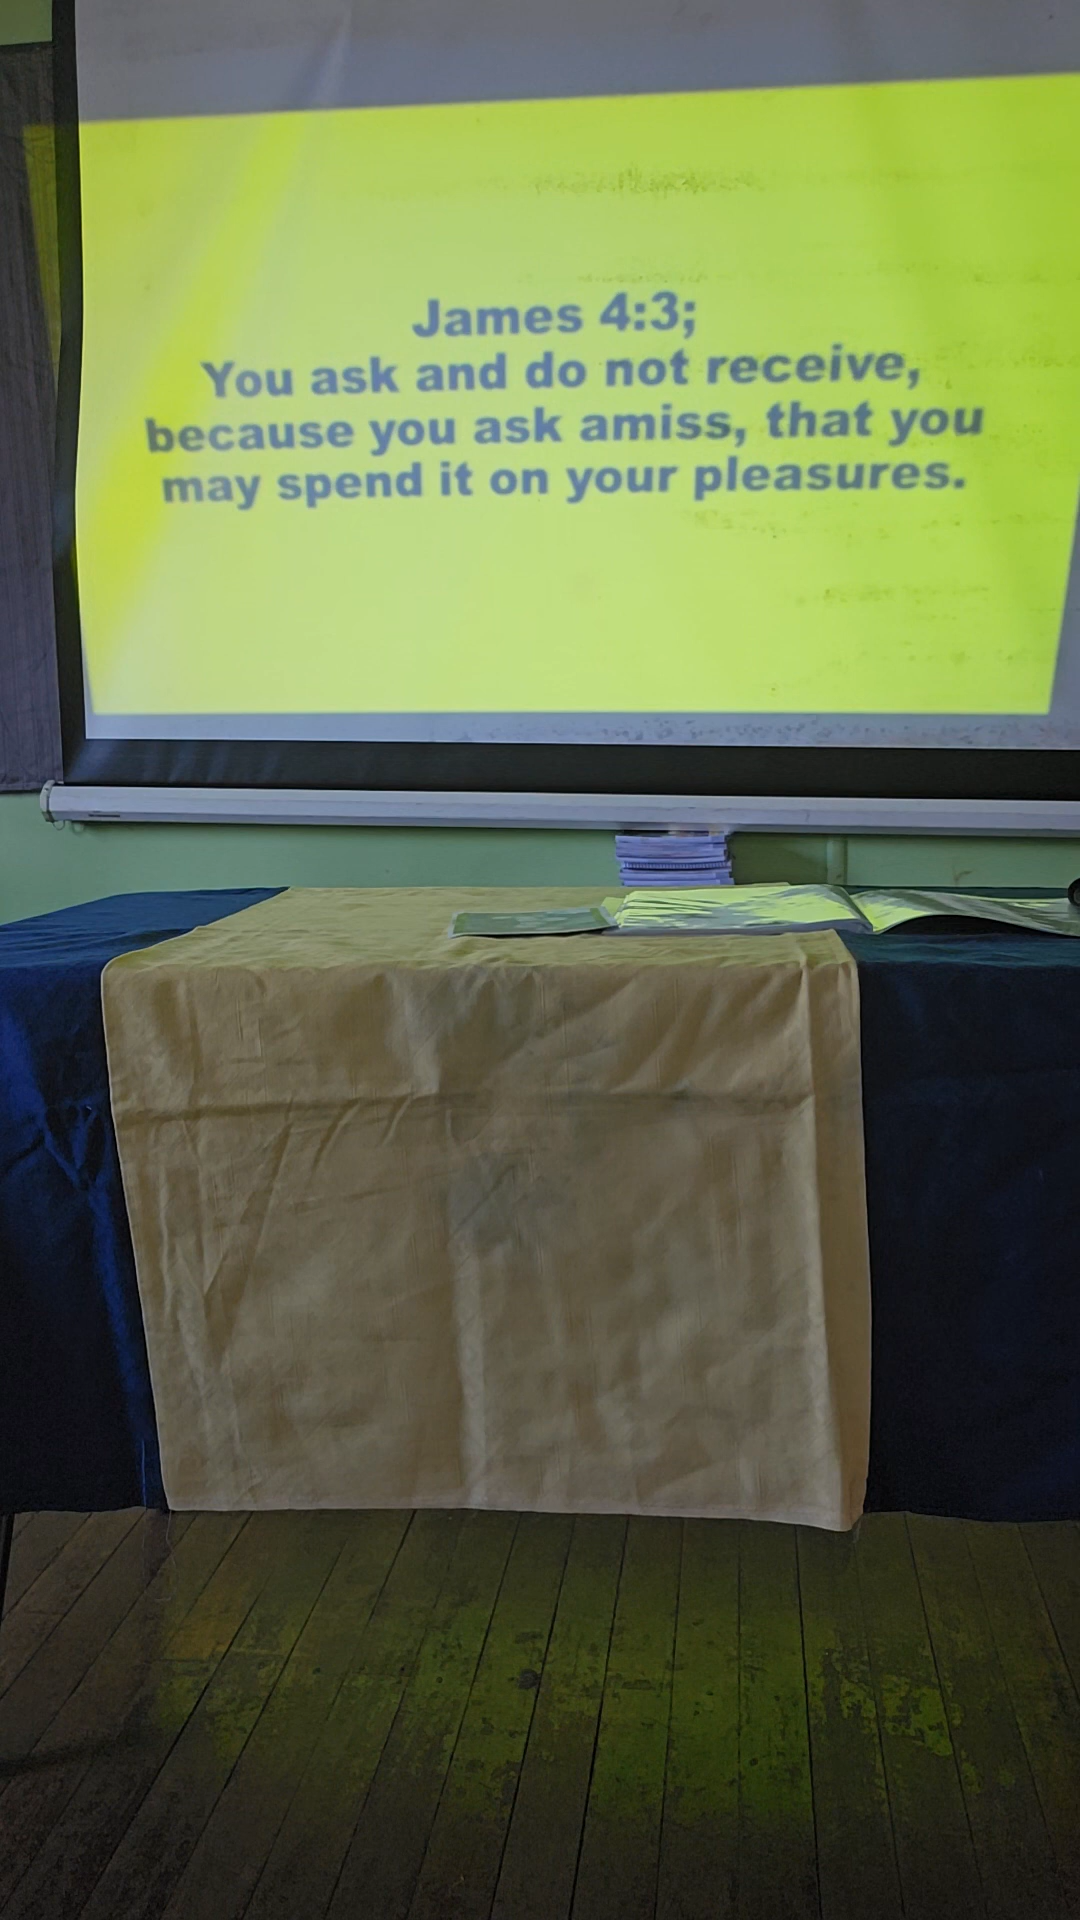 James 4:3;
You ask and do not receive,
because you ask amiss, that you
may spend it on your pleasures.